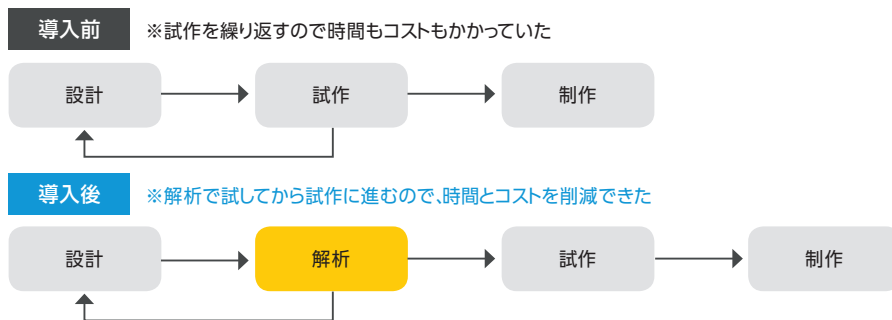 導入前
※試作を繰り返すので時間もコストもかかっていた
設計
試作
制作
導入後
※解析で試してから試作に進むので、時間とコストを削減できた
設計
解析
試作
制作